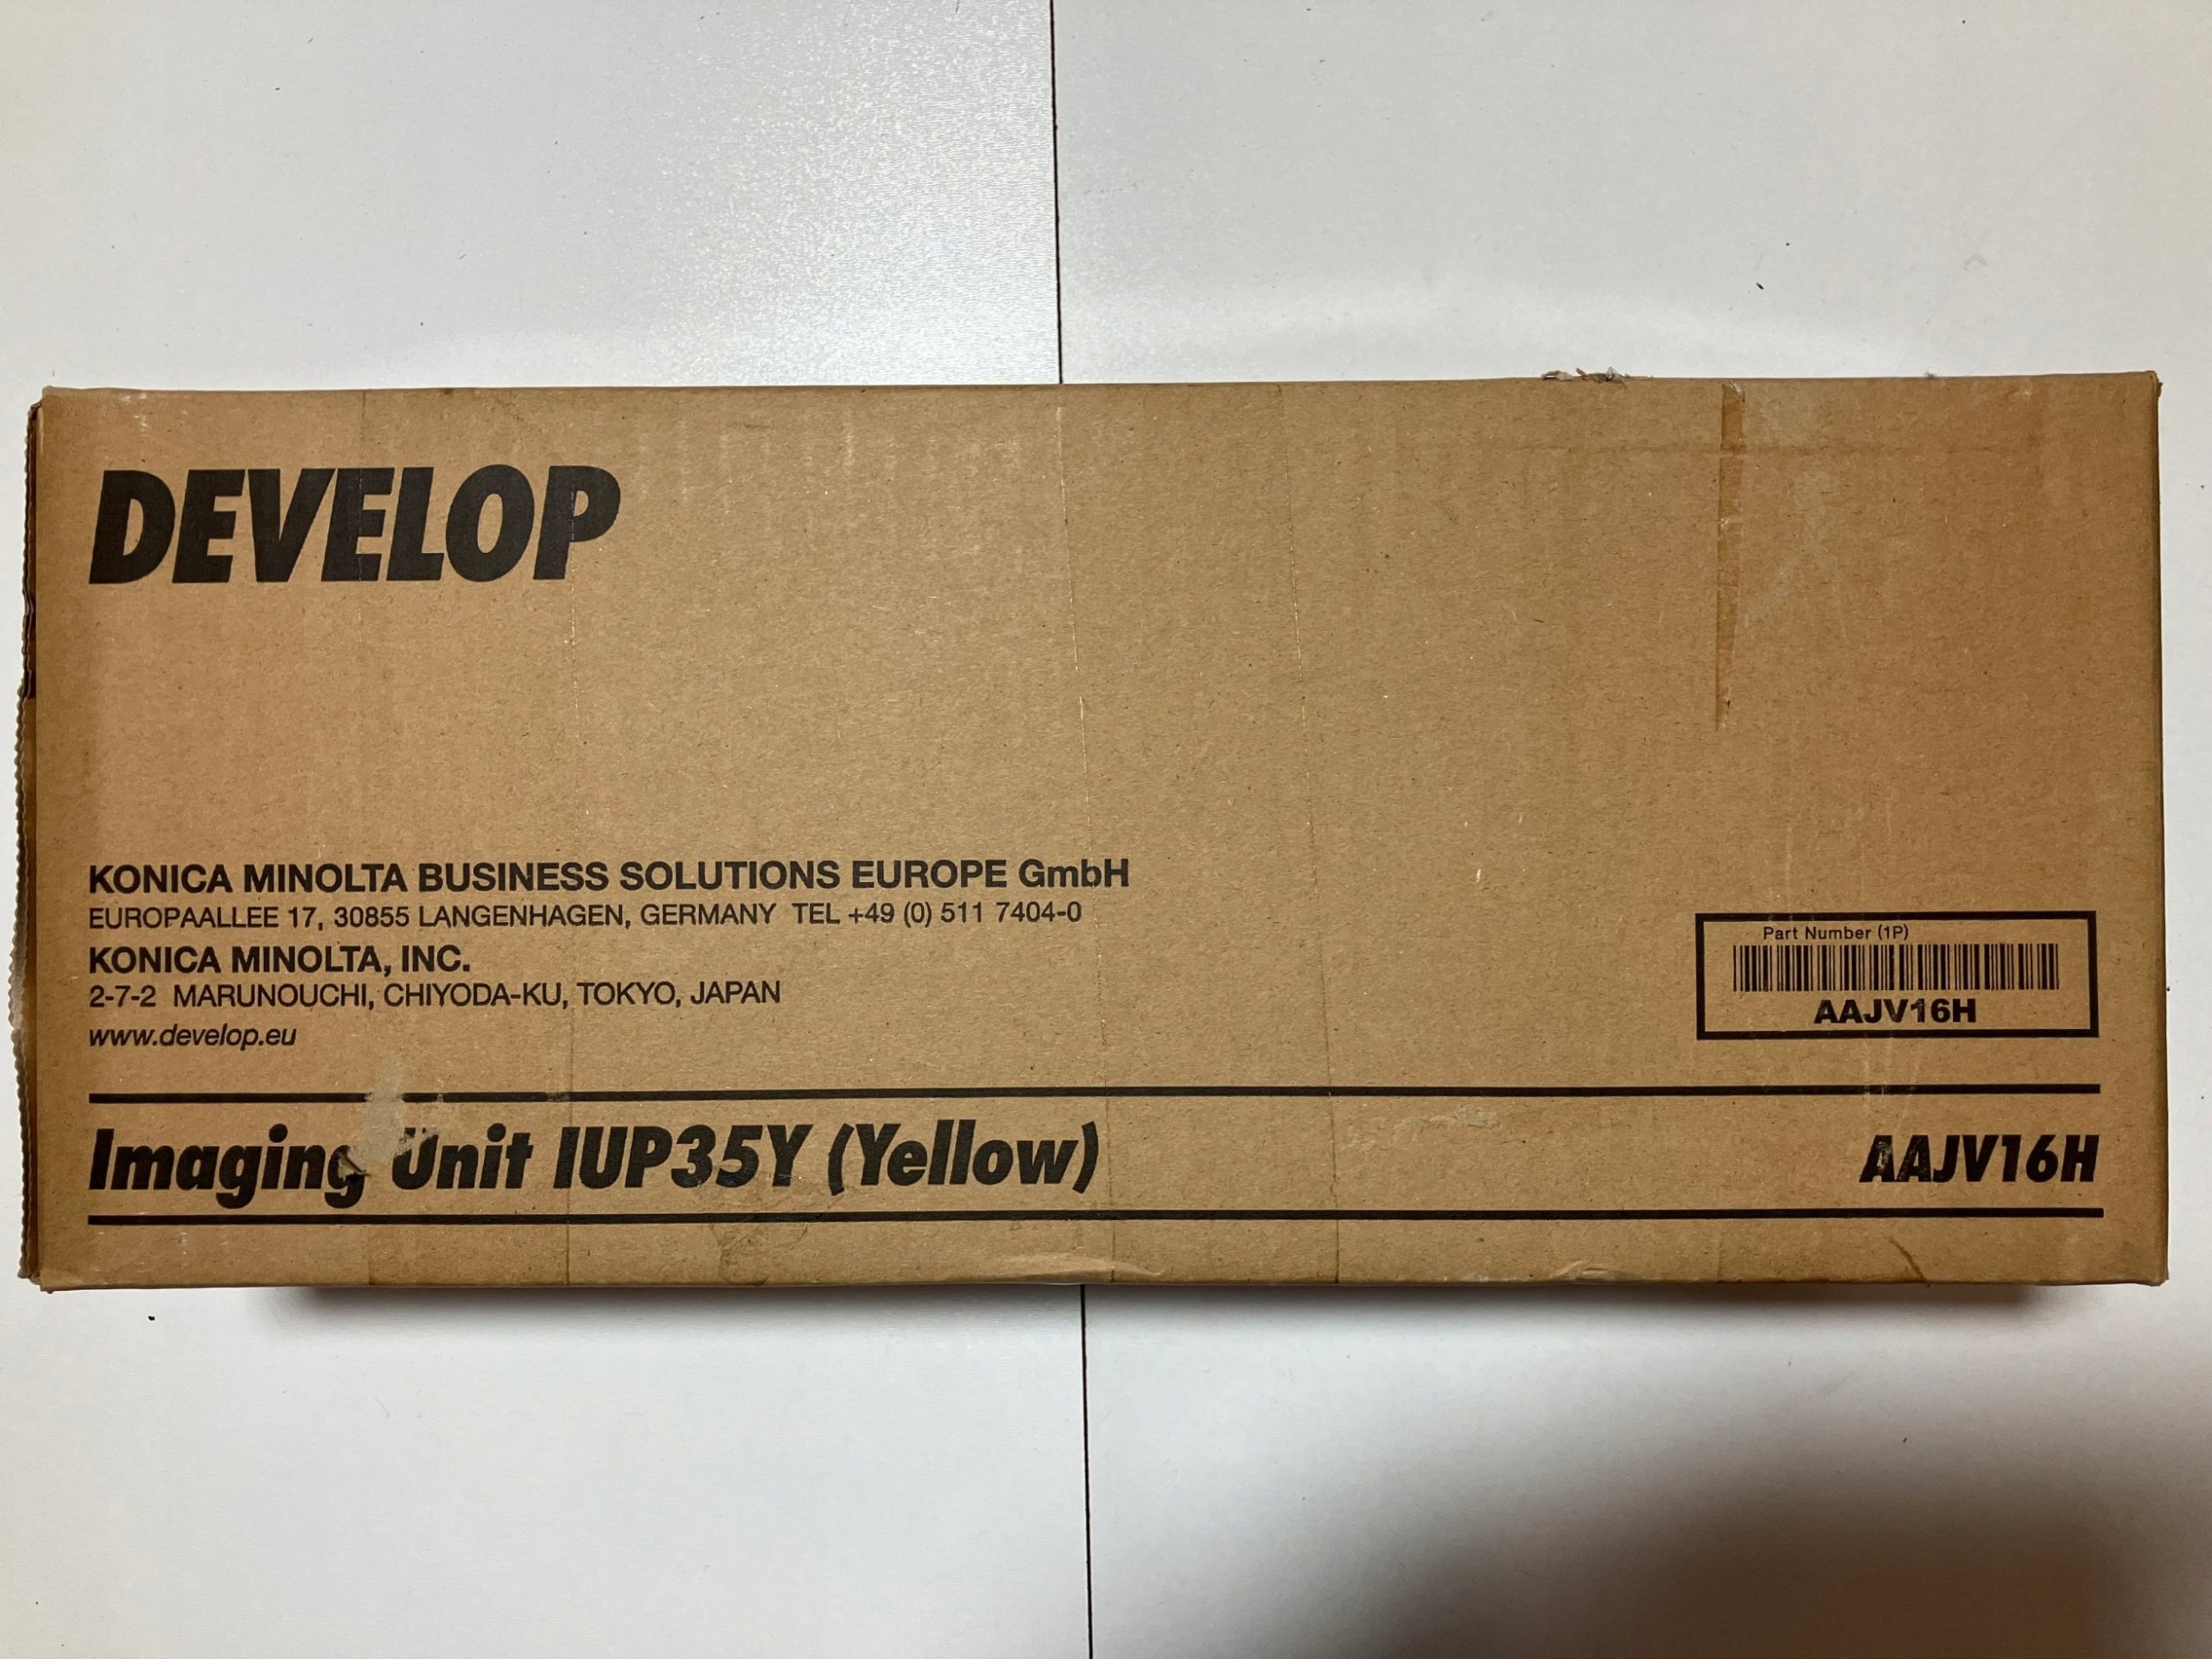 DEVELOP
KONICA MINOLTA BUSINESS SOLUTIONS EUROPE GmbH
EUROPAALLEE 17, 30855 LANGENHAGEN, GERMANY TEL +49 (0) 511 7404-0
KONICA MINOLTA, INC.
2-7-2 MARUNOUCHI, CHIYODA-KU, TOKYO, JAPAN
www.develop.eu
Part Number (1P)
AAJV16H
Imaging Unit IUP35Y (Yellow)
AAJV16H